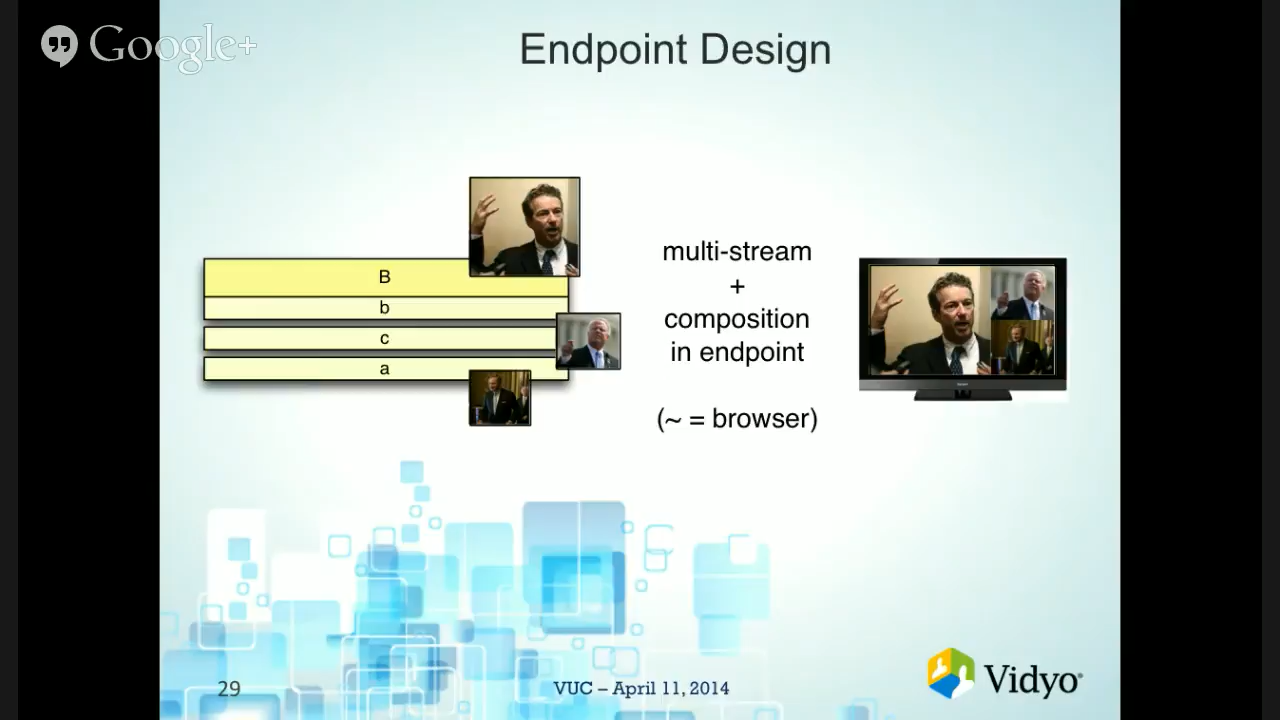 Google+
Endpoint Design
B
b
c
a
multi-stream
+
composition
in endpoint
(~ = browser)
29
VUC – April 11, 2014
Vidyo